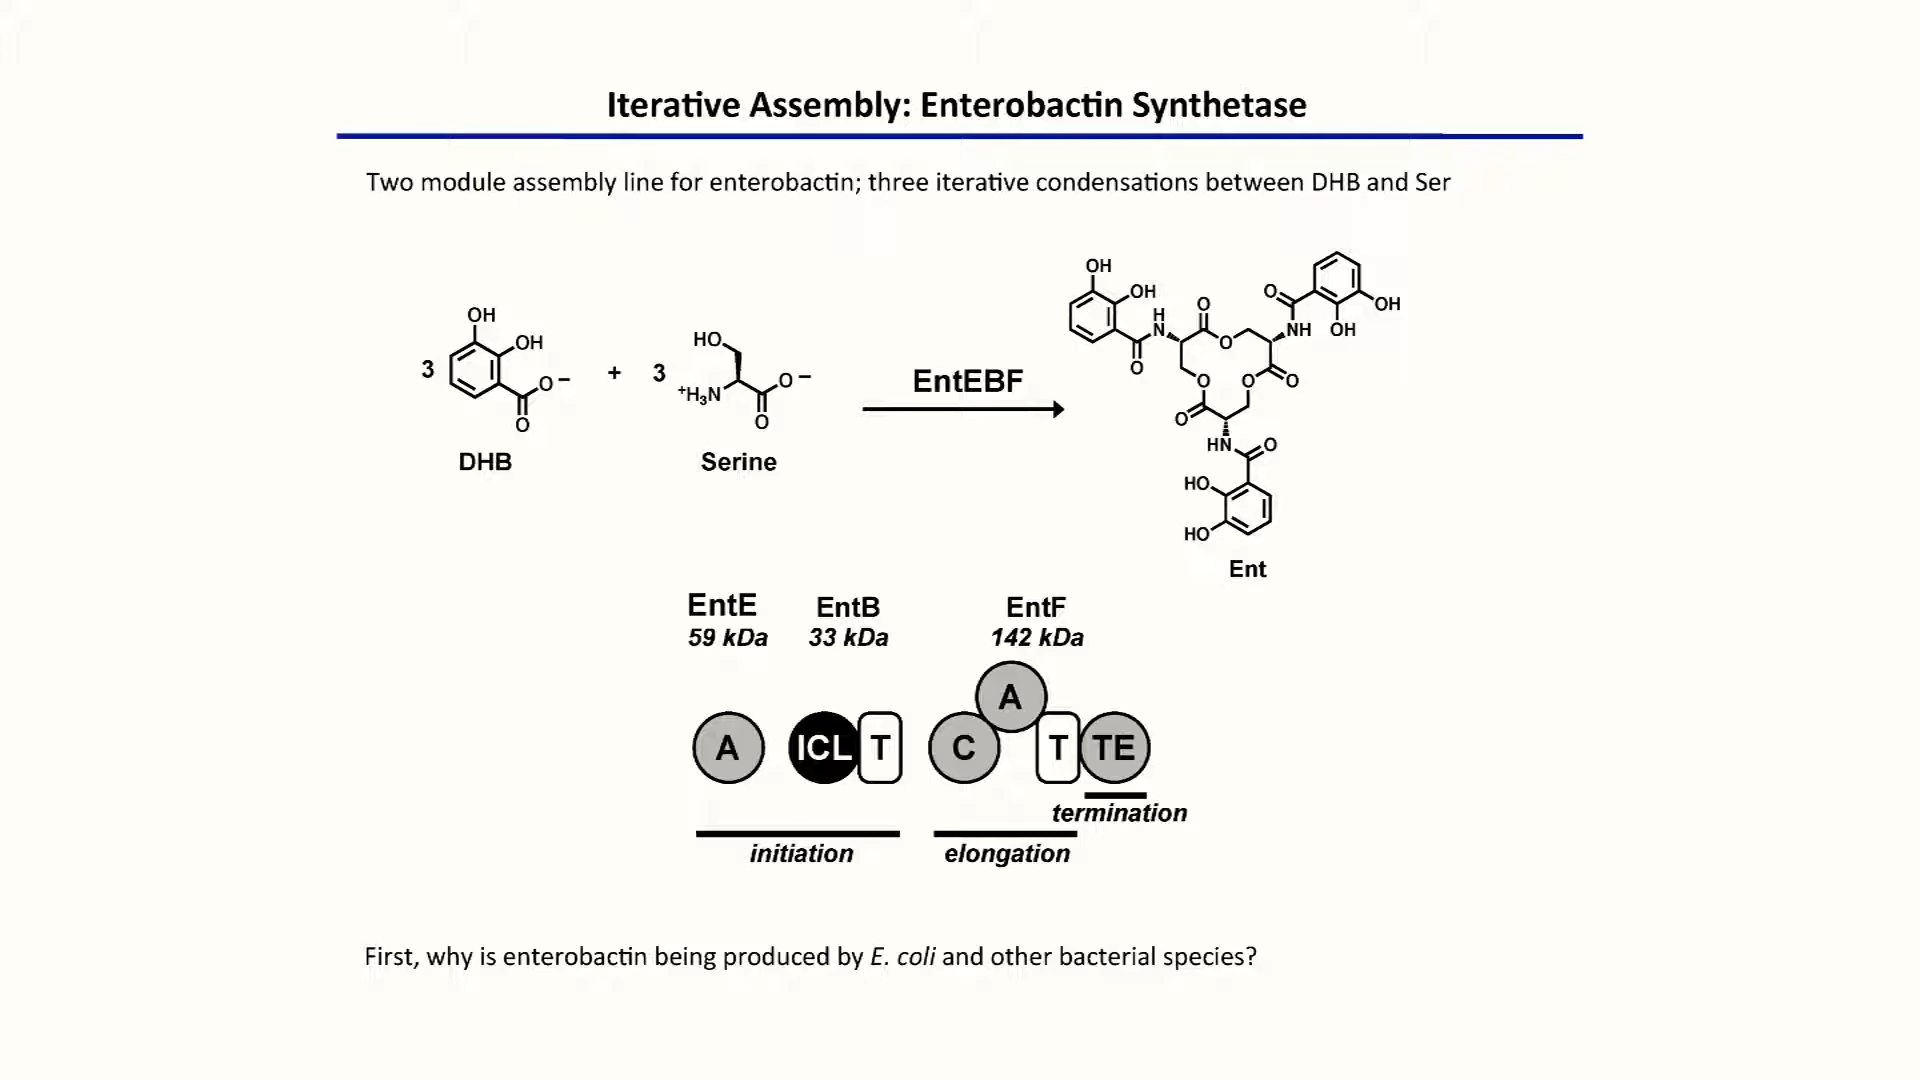 Iterative Assembly: Enterobactin Synthetase
Two module assembly line for enterobactin; three iterative condensations between DHB and Ser
OH
OH
3
O
−
O
DHB
+
3
HO
+H₃N
O
−
O
Serine
EntEBF
OH
OH
H
N
O
O
O
O
NH
OH
OH
O
O
O
O
HN
O
HO
HO
Ent
EntE
59 kDa
EntB
33 kDa
EntF
142 kDa
A
ICL
T
C
A
T
TE
termination
initiation
elongation
First, why is enterobactin being produced by E. coli and other bacterial species?